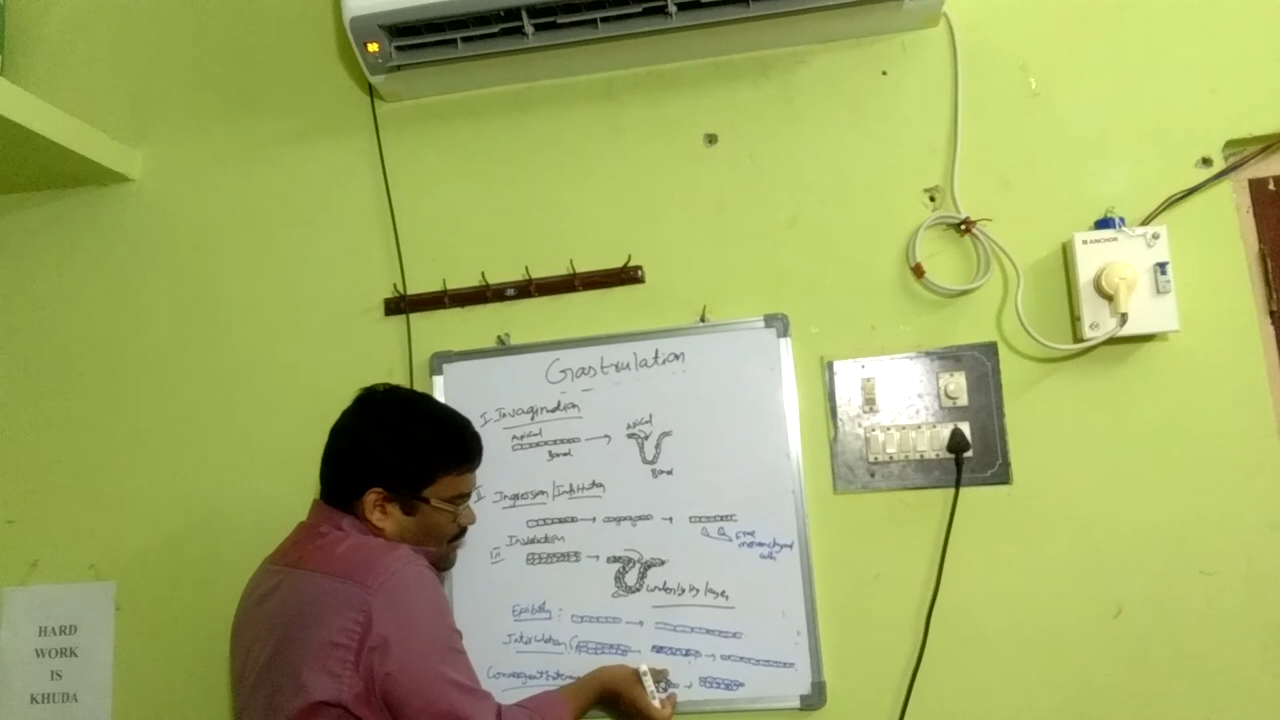 Gastrulation
I. Invagination
Apical
Basal
Apical
Basal
II Ingression/Infiltration
Free
mesenchymal
cells
III Involution
underlying layer
Epiboly:
Intercalation
Convergent
ANCHOR
HARD
WORK
IS
KHUDA